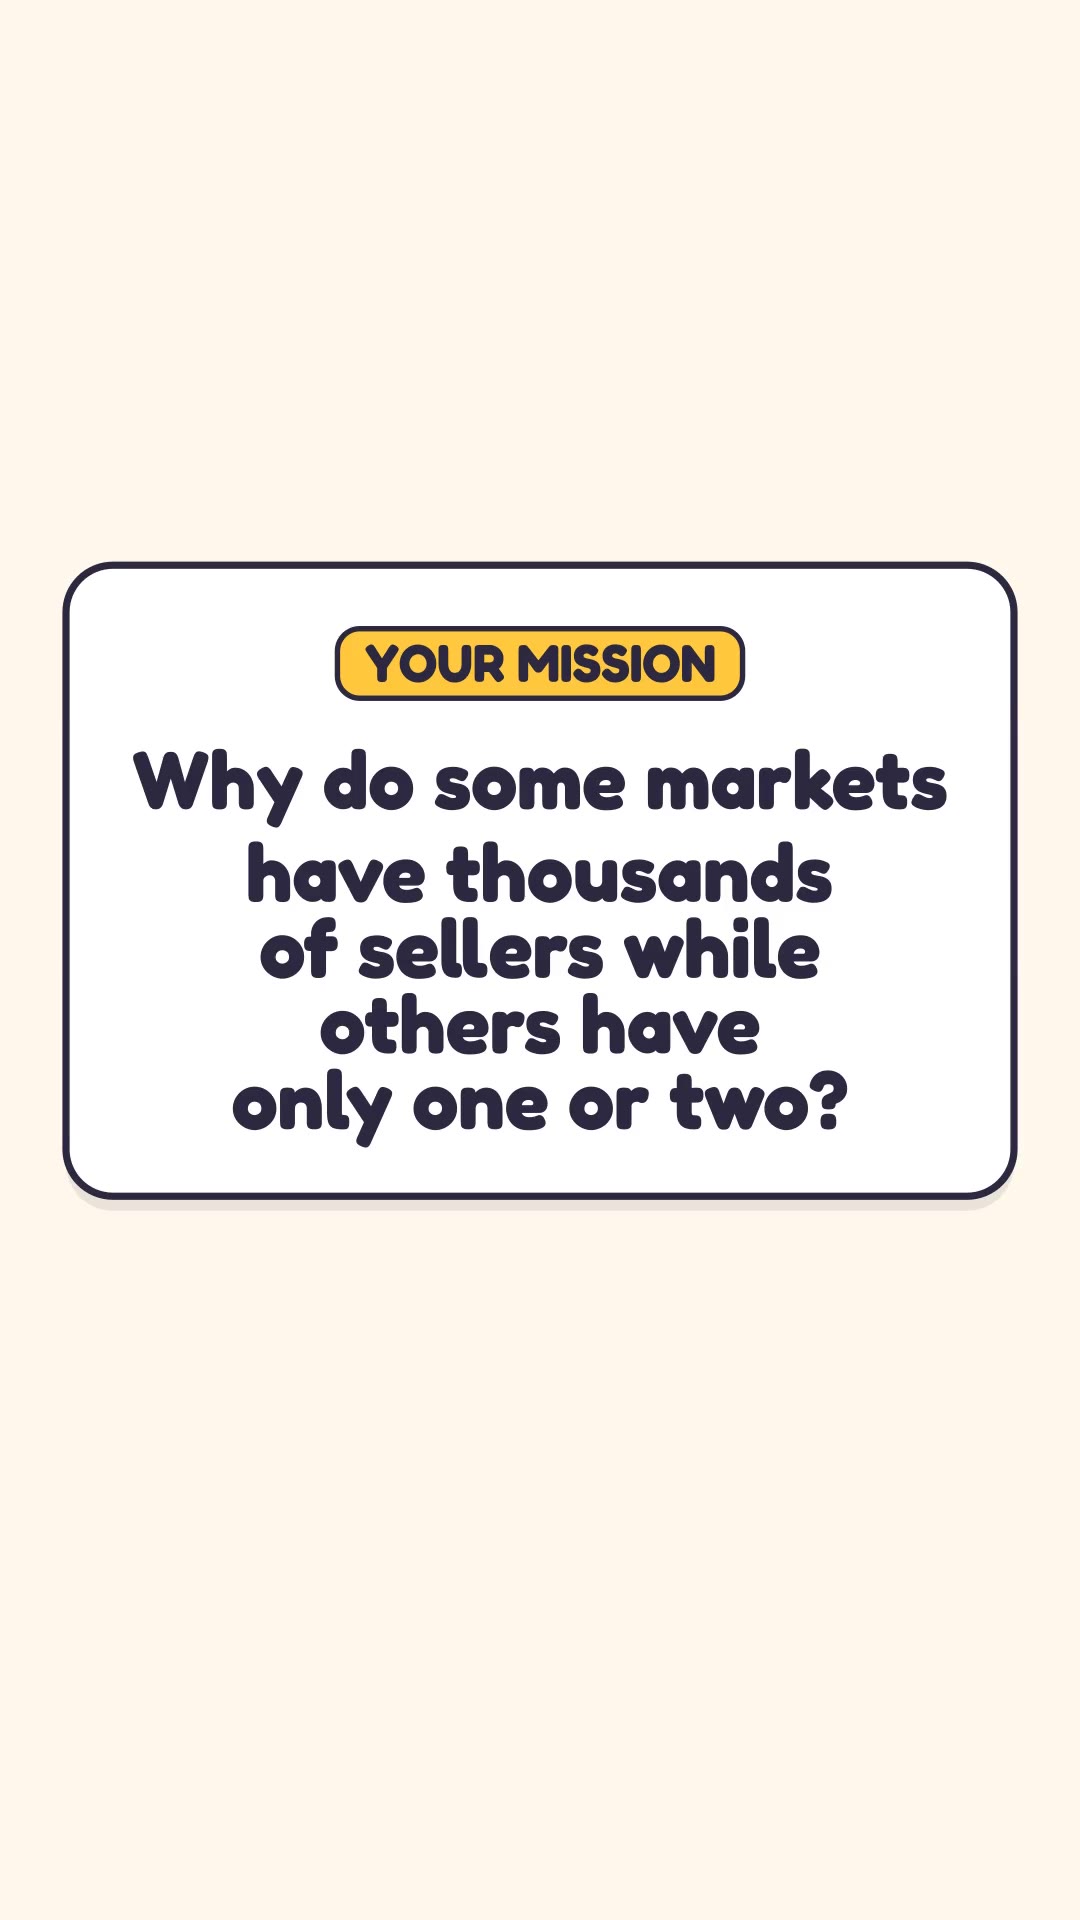 YOUR MISSION
Why do some markets
have thousands
of sellers while
others have
only one or two?